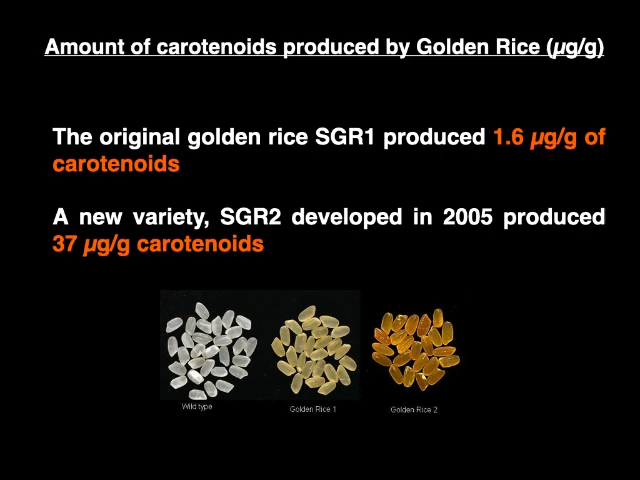 Amount of carotenoids produced by Golden Rice (µg/g)
The original golden rice SGR1 produced 1.6 µg/g of
carotenoids
A new variety, SGR2 developed in 2005 produced
37 µg/g carotenoids
Wild type Golden Rice 1 Golden Rice 2